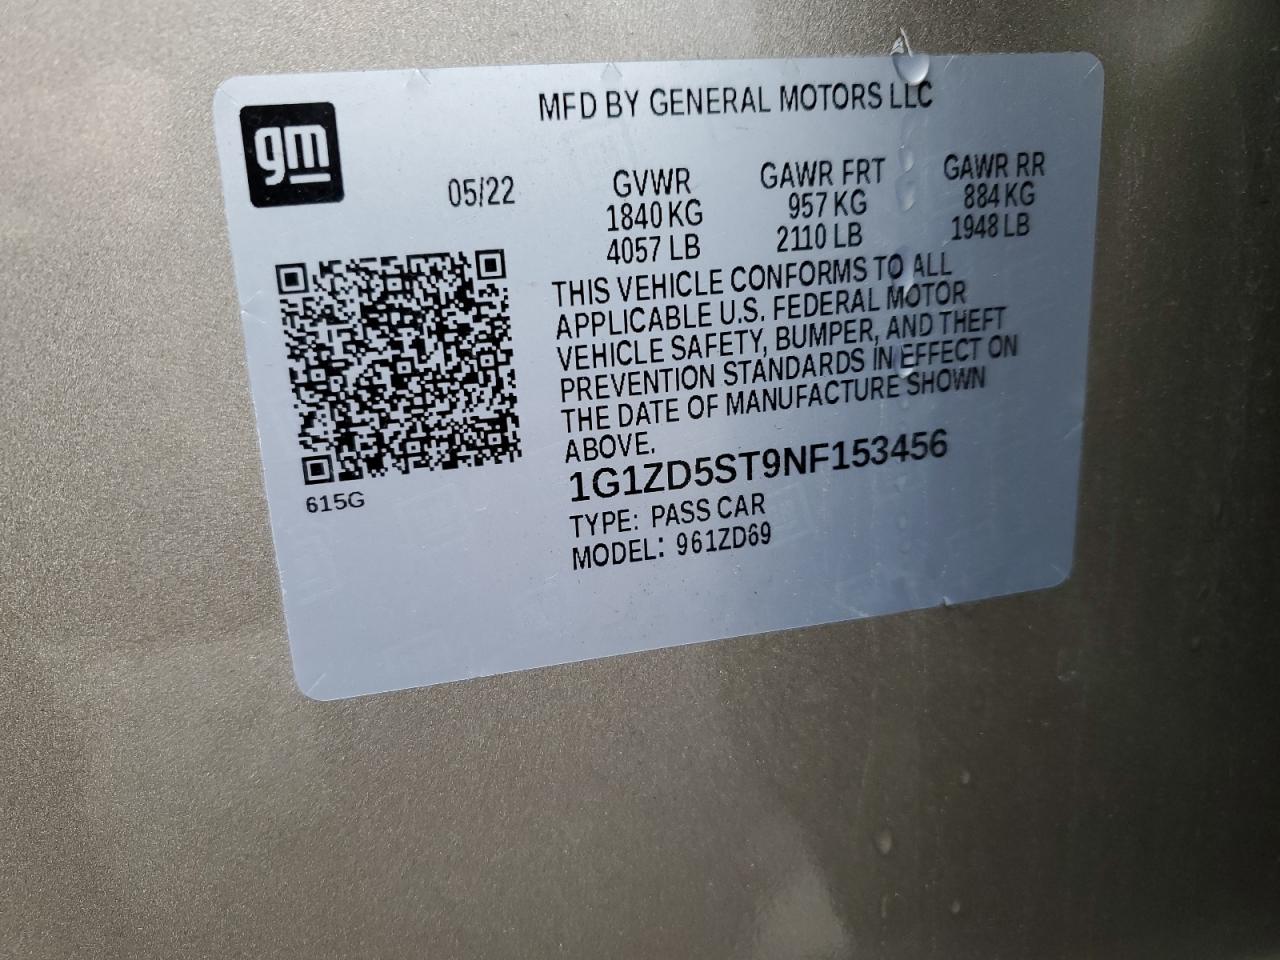 MFD BY GENERAL MOTORS LLC
gm
05/22
GVWR
1840 KG
4057 LB
GAWR FRT
957 KG
2110 LB
GAWR RR
884 KG
1948 LB
THIS VEHICLE CONFORMS TO ALL
APPLICABLE U.S. FEDERAL MOTOR
VEHICLE SAFETY, BUMPER, AND THEFT
PREVENTION STANDARDS IN EFFECT ON
THE DATE OF MANUFACTURE SHOWN
ABOVE.
1G1ZD5ST9NF153456
TYPE: PASS CAR
MODEL: 961ZD69
615G